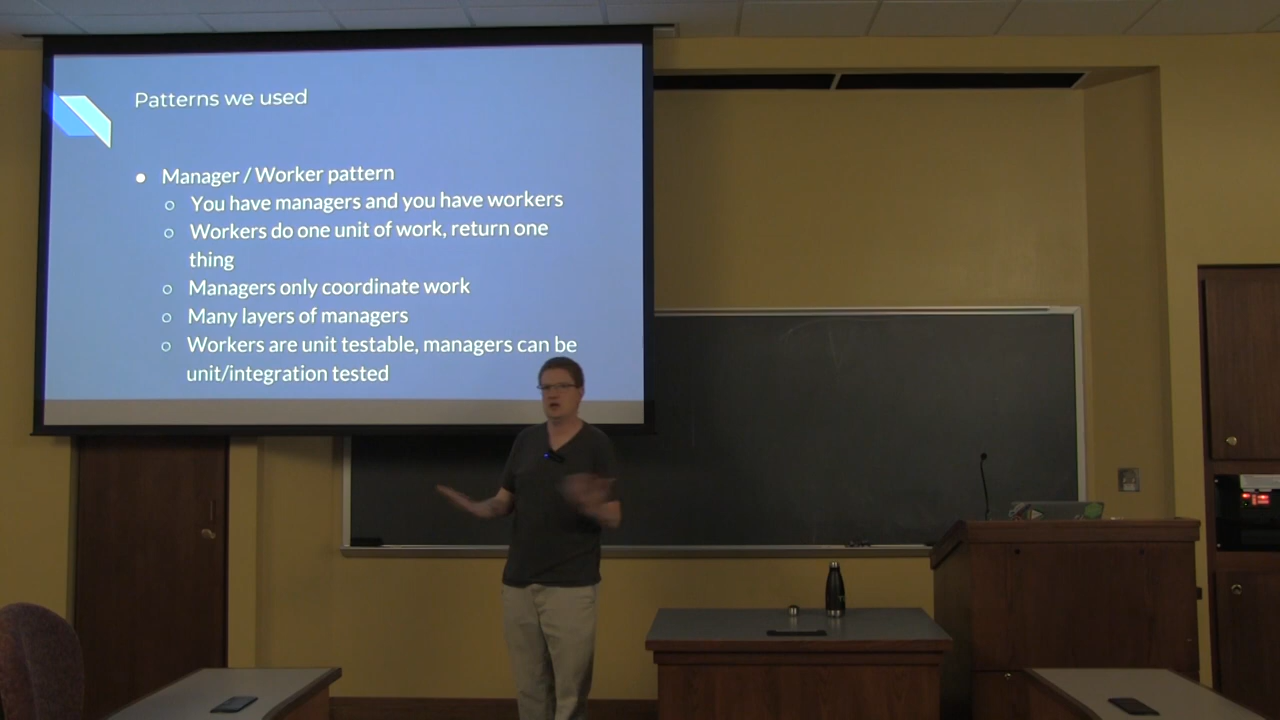 Patterns we used
● Manager / Worker pattern
○ You have managers and you have workers
○ Workers do one unit of work, return one
thing
○ Managers only coordinate work
○ Many layers of managers
○ Workers are unit testable, managers can be
unit/integration tested